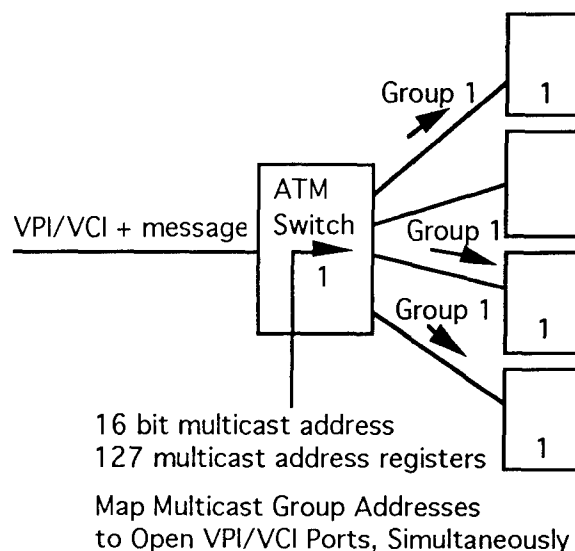 Group 1
1
ATM
Switch
1
VPI/VCI + message
Group 1
1
Group 1
1
16 bit multicast address
127 multicast address registers
Map Multicast Group Addresses
to Open VPI/VCI Ports, Simultaneously